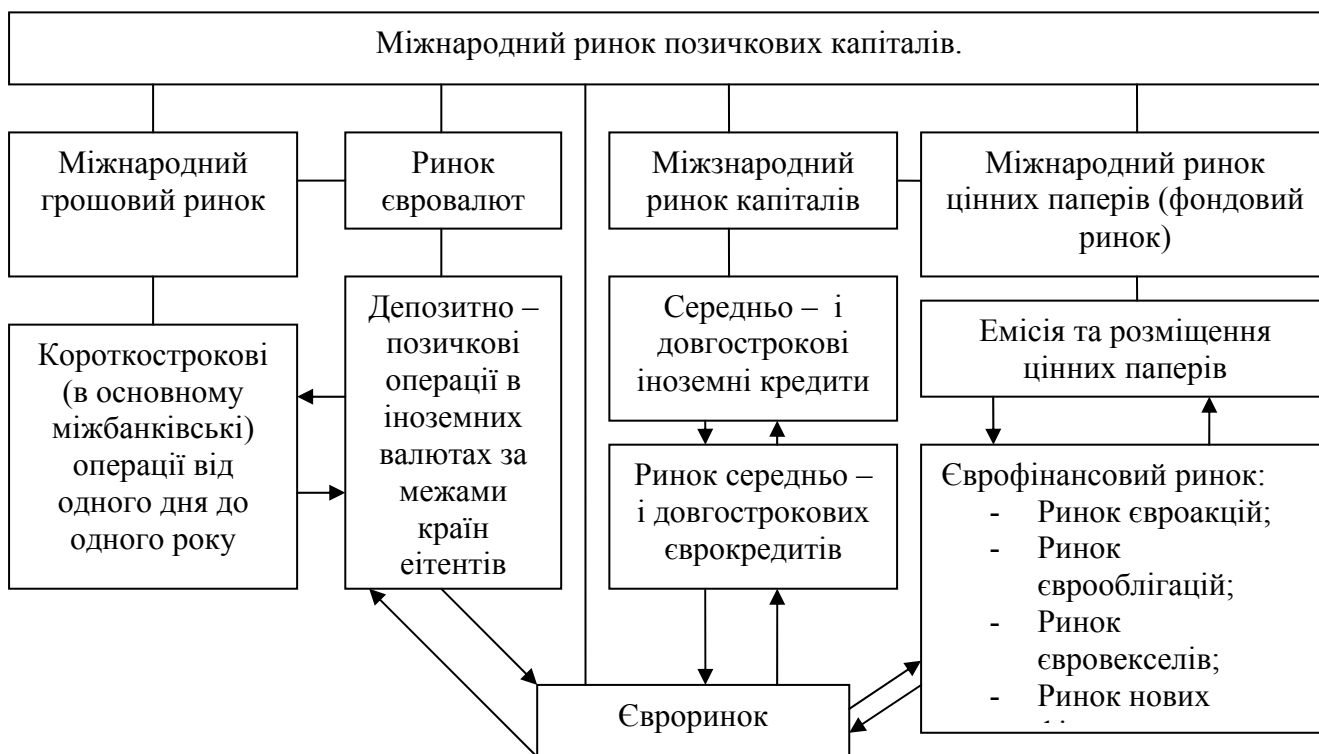 Міжнародний ринок позичкових капіталів.
Міжнародний
грошовий ринок
Ринок
євровалют
Міжзнародний
ринок капіталів
Міжнародний ринок
цінних паперів (фондовий
ринок)
Короткострокові
(в основному
міжбанківські)
операції від
одного дня до
одного року
Депозитно –
позичкові
операції в
іноземних
валютах за
межами
країн
еітентів
Середньо – і
довгострокові
іноземні кредити
Емісія та розміщення
цінних паперів
Ринок середньо –
і довгострокових
єврокредитів
Єврофінансовий ринок:
- Ринок євроакцій;
- Ринок
єврооблігацій;
- Ринок
євровекселів;
- Ринок нових
Євроринок